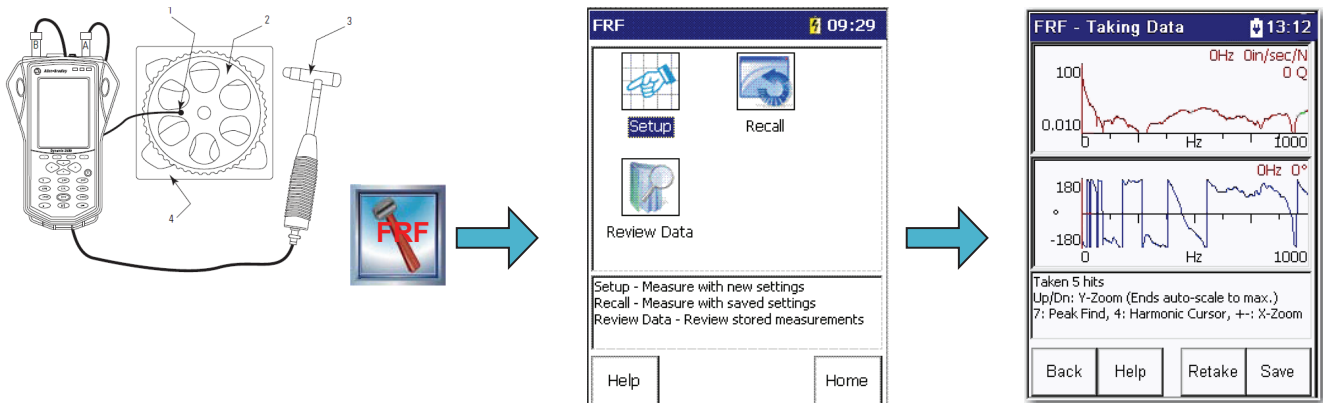 1
2
3
B
A
Allen-Bradley
4
FRF
FRF 09:29
Setup
Recall
Review Data
Setup - Measure with new settings
Recall - Measure with saved settings
Review Data - Review stored measurements
Help
Home
FRF - Taking Data 13:12
0Hz 0in/sec/N
0 Q
100
0.010
0 Hz 1000
0Hz 0°
180
°
-180
0 Hz 1000
Taken 5 hits
Up/Dn: Y-Zoom (Ends auto-scale to max.)
7: Peak Find, 4: Harmonic Cursor, +-: X-Zoom
Back
Help
Retake
Save